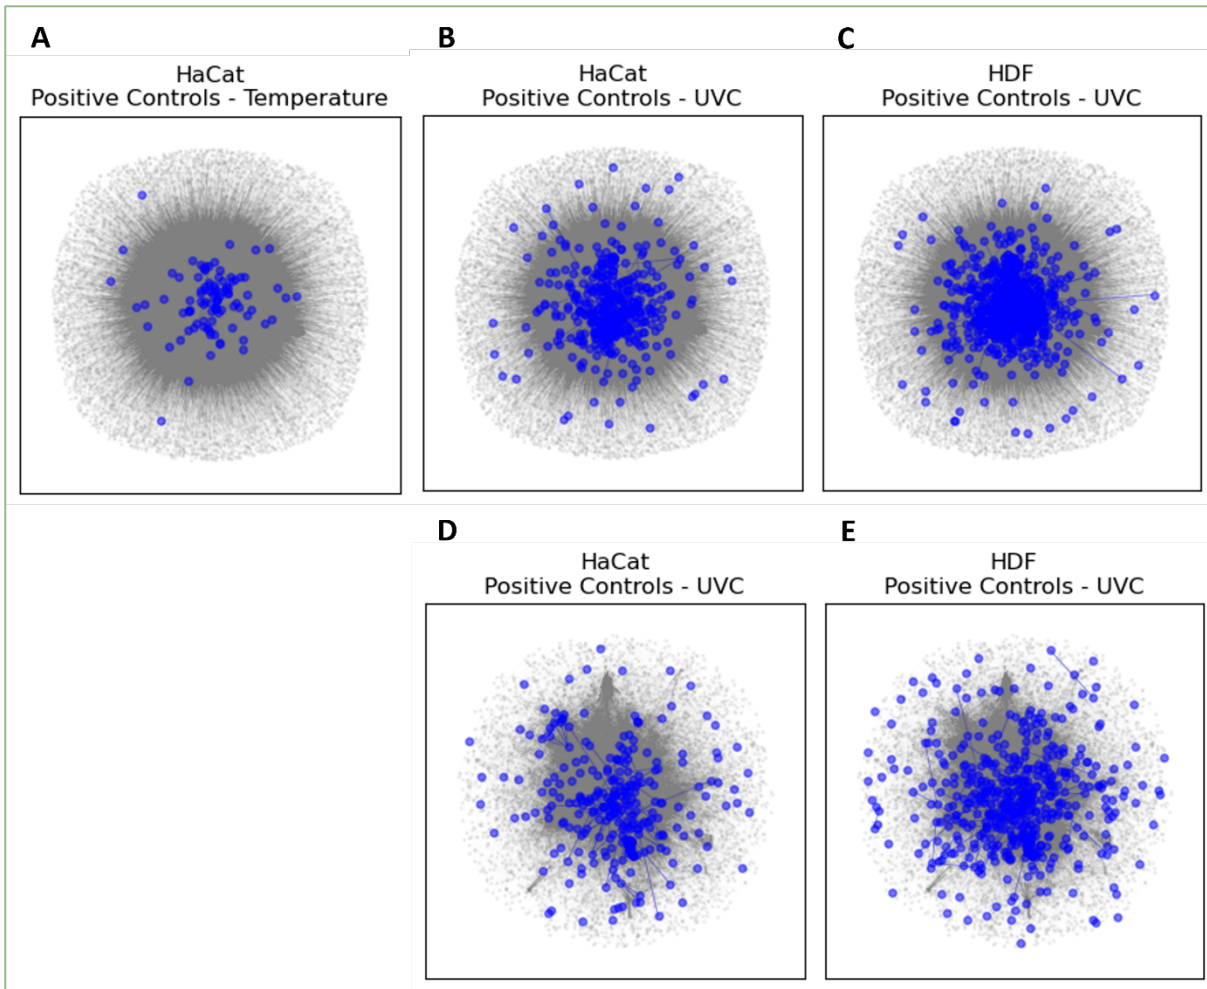 A
HaCat
Positive Controls - Temperature
B
HaCat
Positive Controls - UVC
C
HDF
Positive Controls - UVC
D
HaCat
Positive Controls - UVC
E
HDF
Positive Controls - UVC